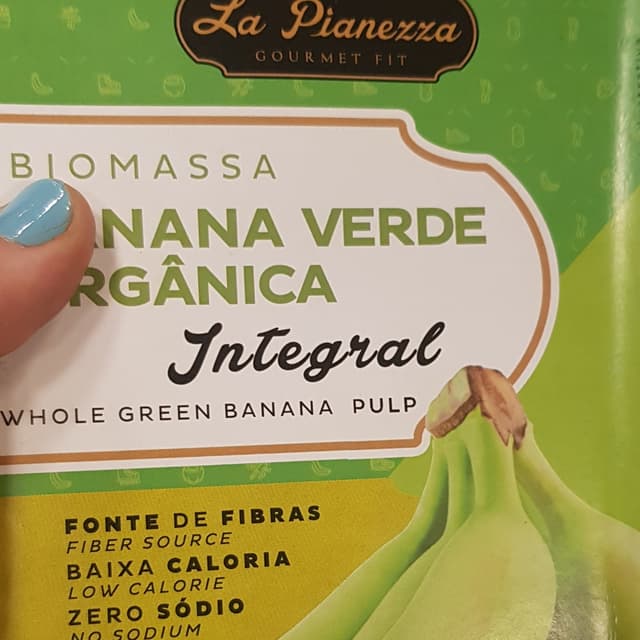 La Pianezza
GOURMET FIT
BIOMASSA
ANANA VERDE
RGÂNICA
Integral
WHOLE GREEN BANANA PULP
FONTE DE FIBRAS
FIBER SOURCE
BAIXA CALORIA
LOW CALORIE
ZERO SÓDIO
NO SODIUM